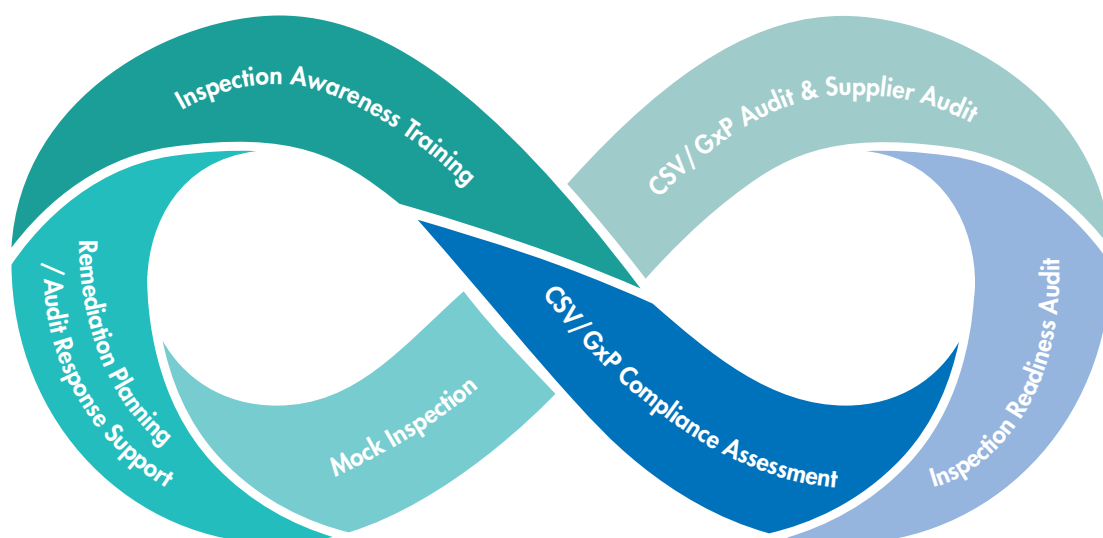 Inspection Awareness Training
CSV/GxP Audit & Supplier Audit
Remediation Planning
/ Audit Response Support
Mock Inspection
CSV/GxP Compliance Assessment
Inspection Readiness Audit